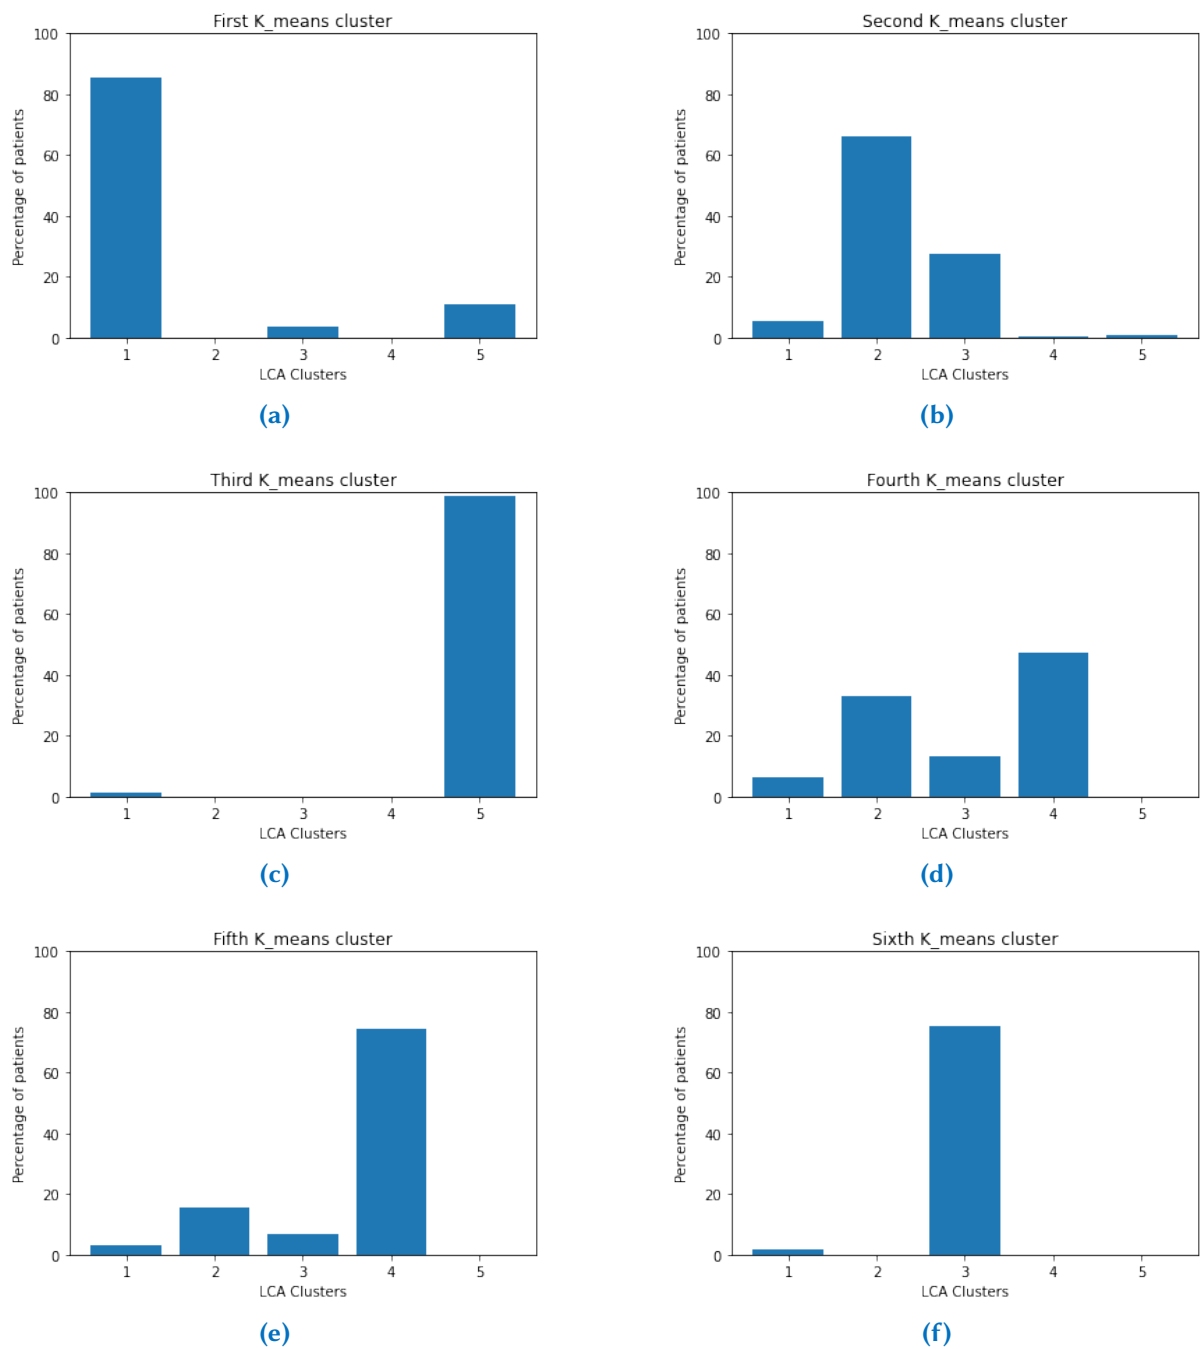 First K_means cluster
100
80
60
40
20
0
Percentage of patients
1 2 3 4 5
LCA Clusters
(a)
Second K_means cluster
100
80
60
40
20
0
Percentage of patients
1 2 3 4 5
LCA Clusters
(b)
Third K_means cluster
100
80
60
40
20
0
Percentage of patients
1 2 3 4 5
LCA Clusters
(c)
Fourth K_means cluster
100
80
60
40
20
0
Percentage of patients
1 2 3 4 5
LCA Clusters
(d)
Fifth K_means cluster
100
80
60
40
20
0
Percentage of patients
1 2 3 4 5
LCA Clusters
(e)
Sixth K_means cluster
100
80
60
40
20
0
Percentage of patients
1 2 3 4 5
LCA Clusters
(f)